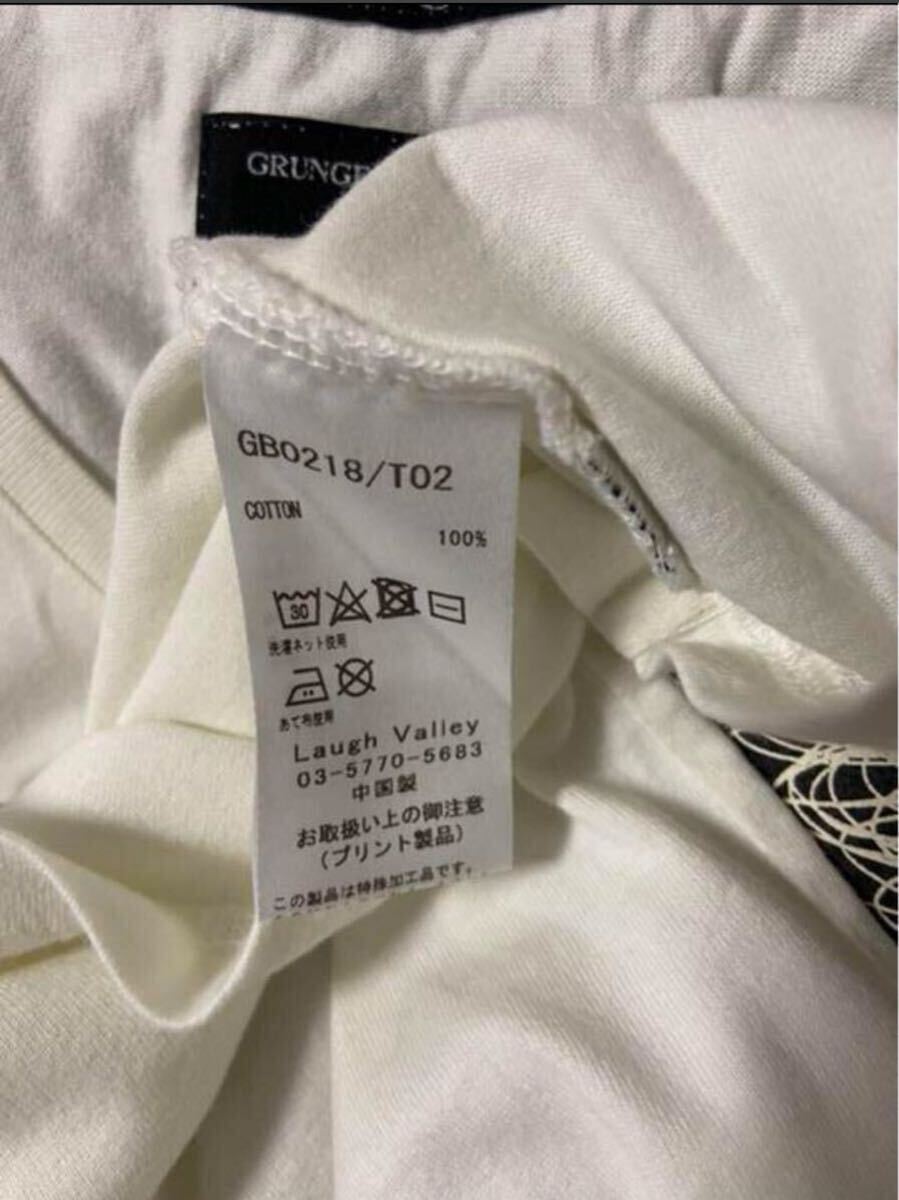 GRUNGE
GB0218/T02
COTTON
100%
30
洗濯ネット使用
あて布使用
Laugh Valley
03-5770-5683
中国製
お取扱い上の御注意
(プリント製品)
この製品は特殊加工品です。